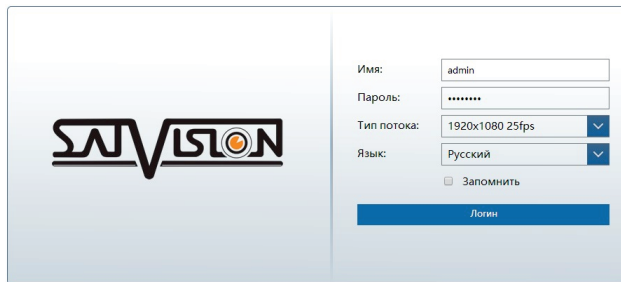 SATVISION
Имя: admin
Пароль: ••••••••
Тип потока: 1920x1080 25fps
Язык: Русский
Запомнить
Логин